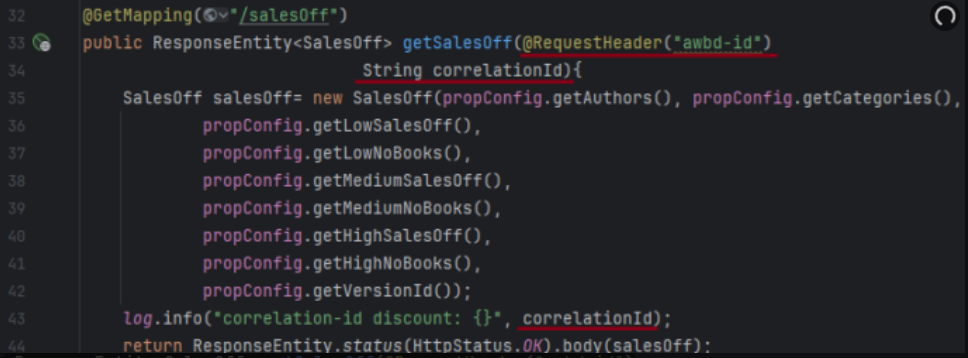 32 @GetMapping("/salesOff")
33 public ResponseEntity<SalesOff> getSalesOff(@RequestHeader("awbd-id")
34 String correlationId){
35 SalesOff salesOff= new SalesOff(propConfig.getAuthors(), propConfig.getCategories(),
36 propConfig.getLowSalesOff(),
37 propConfig.getLowNoBooks(),
38 propConfig.getMediumSalesOff(),
39 propConfig.getMediumNoBooks(),
40 propConfig.getHighSalesOff(),
41 propConfig.getHighNoBooks(),
42 propConfig.getVersionId());
43 log.info("correlation-id discount: {}", correlationId);
44 return ResponseEntity.status(HttpStatus.OK).body(salesOff);